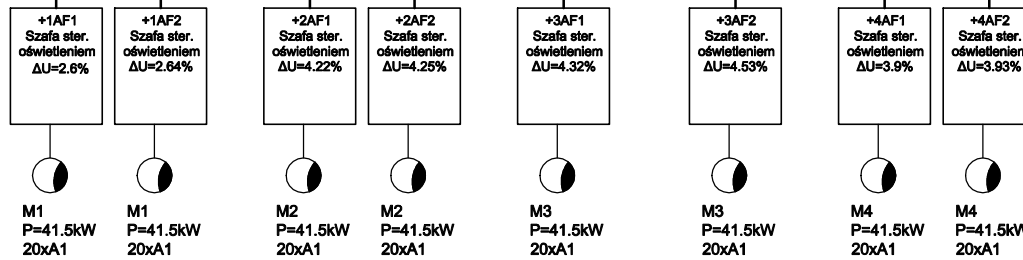 +1AF1
Szafa ster.
oświetleniem
ΔU=2.6%
+1AF2
Szafa ster.
oświetleniem
ΔU=2.64%
+2AF1
Szafa ster.
oświetleniem
ΔU=4.22%
+2AF2
Szafa ster.
oświetleniem
ΔU=4.25%
+3AF1
Szafa ster.
oświetleniem
ΔU=4.32%
+3AF2
Szafa ster.
oświetleniem
ΔU=4.53%
+4AF1
Szafa ster.
oświetleniem
ΔU=3.9%
+4AF2
Szafa ster.
oświetleniem
ΔU=3.93%
M1
P=41.5kW
20xA1
M1
P=41.5kW
20xA1
M2
P=41.5kW
20xA1
M2
P=41.5kW
20xA1
M3
P=41.5kW
20xA1
M3
P=41.5kW
20xA1
M4
P=41.5kW
20xA1
M4
P=41.5kW
20xA1